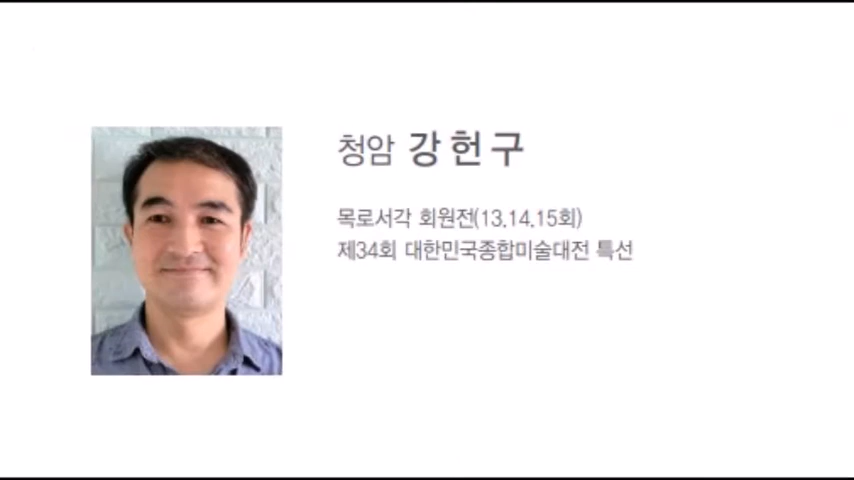 청암 강헌구
목로서각 회원전(13.14.15회)
제34회 대한민국종합미술대전 특선